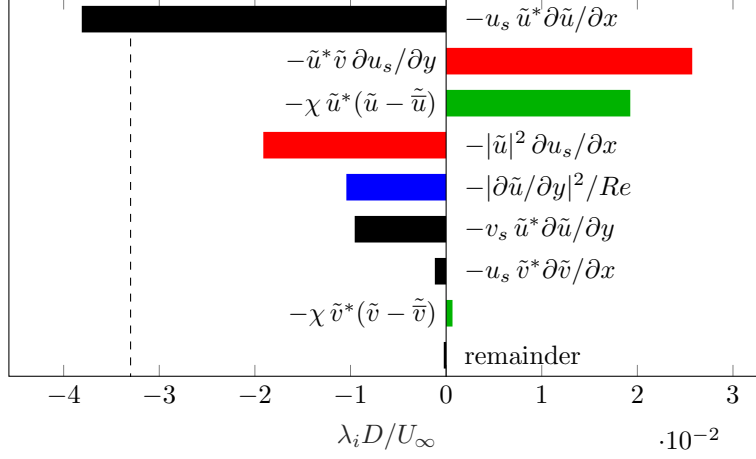 −u_s ũ*∂ũ/∂x
−ũ*ṽ ∂u_s/∂y
−χ ũ*(ũ − ũ̅)
−|ũ|² ∂u_s/∂x
−|∂ũ/∂y|²/Re
−v_s ũ*∂ũ/∂y
−u_s ṽ*∂ṽ/∂x
−χ ṽ*(ṽ − ṽ̅)
remainder
−4 −3 −2 −1 0 1 2 3
λ_i D/U_∞ ·10⁻²